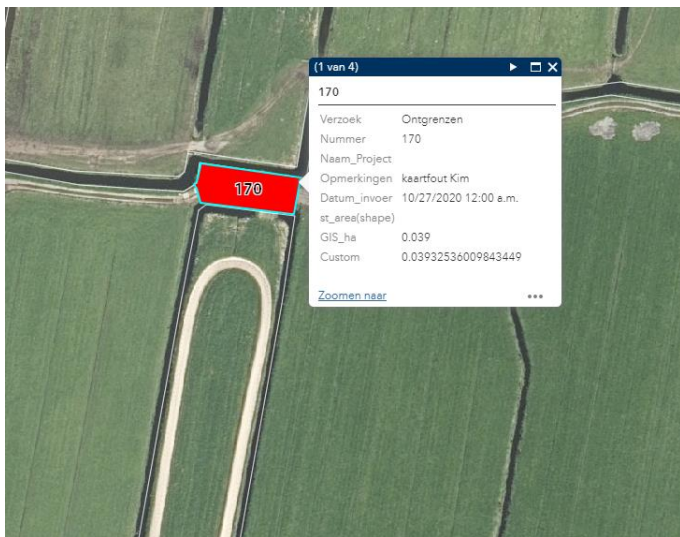 (1 van 4)
170
Verzoek Ontgrenzen
Nummer 170
Naam_Project
Opmerkingen kaartfout Kim
Datum_invoer 10/27/2020 12:00 a.m.
st_area(shape)
GIS_ha 0.039
Custom 0.03932536009843449
Zoomen naar
170